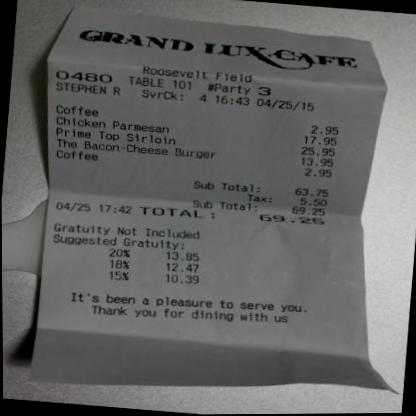 GRAND LUX CAFE
Roosevelt Field
0480 TABLE 101 #Party 3
STEPHEN R SvrCk: 4 16:43 04/25/15
Coffee 2.95
Chicken Parmesan 17.95
Prime Top Sirloin 25.95
The Bacon-Cheese Burger 13.95
Coffee 2.95
Sub Total: 63.75
Tax: 5.50
Sub Total: 69.25
04/25 17:42 TOTAL: 69.25
Gratuity Not Included
Suggested Gratuity:
20% 13.85
18% 12.47
15% 10.39
It's been a pleasure to serve you.
Thank you for dining with us